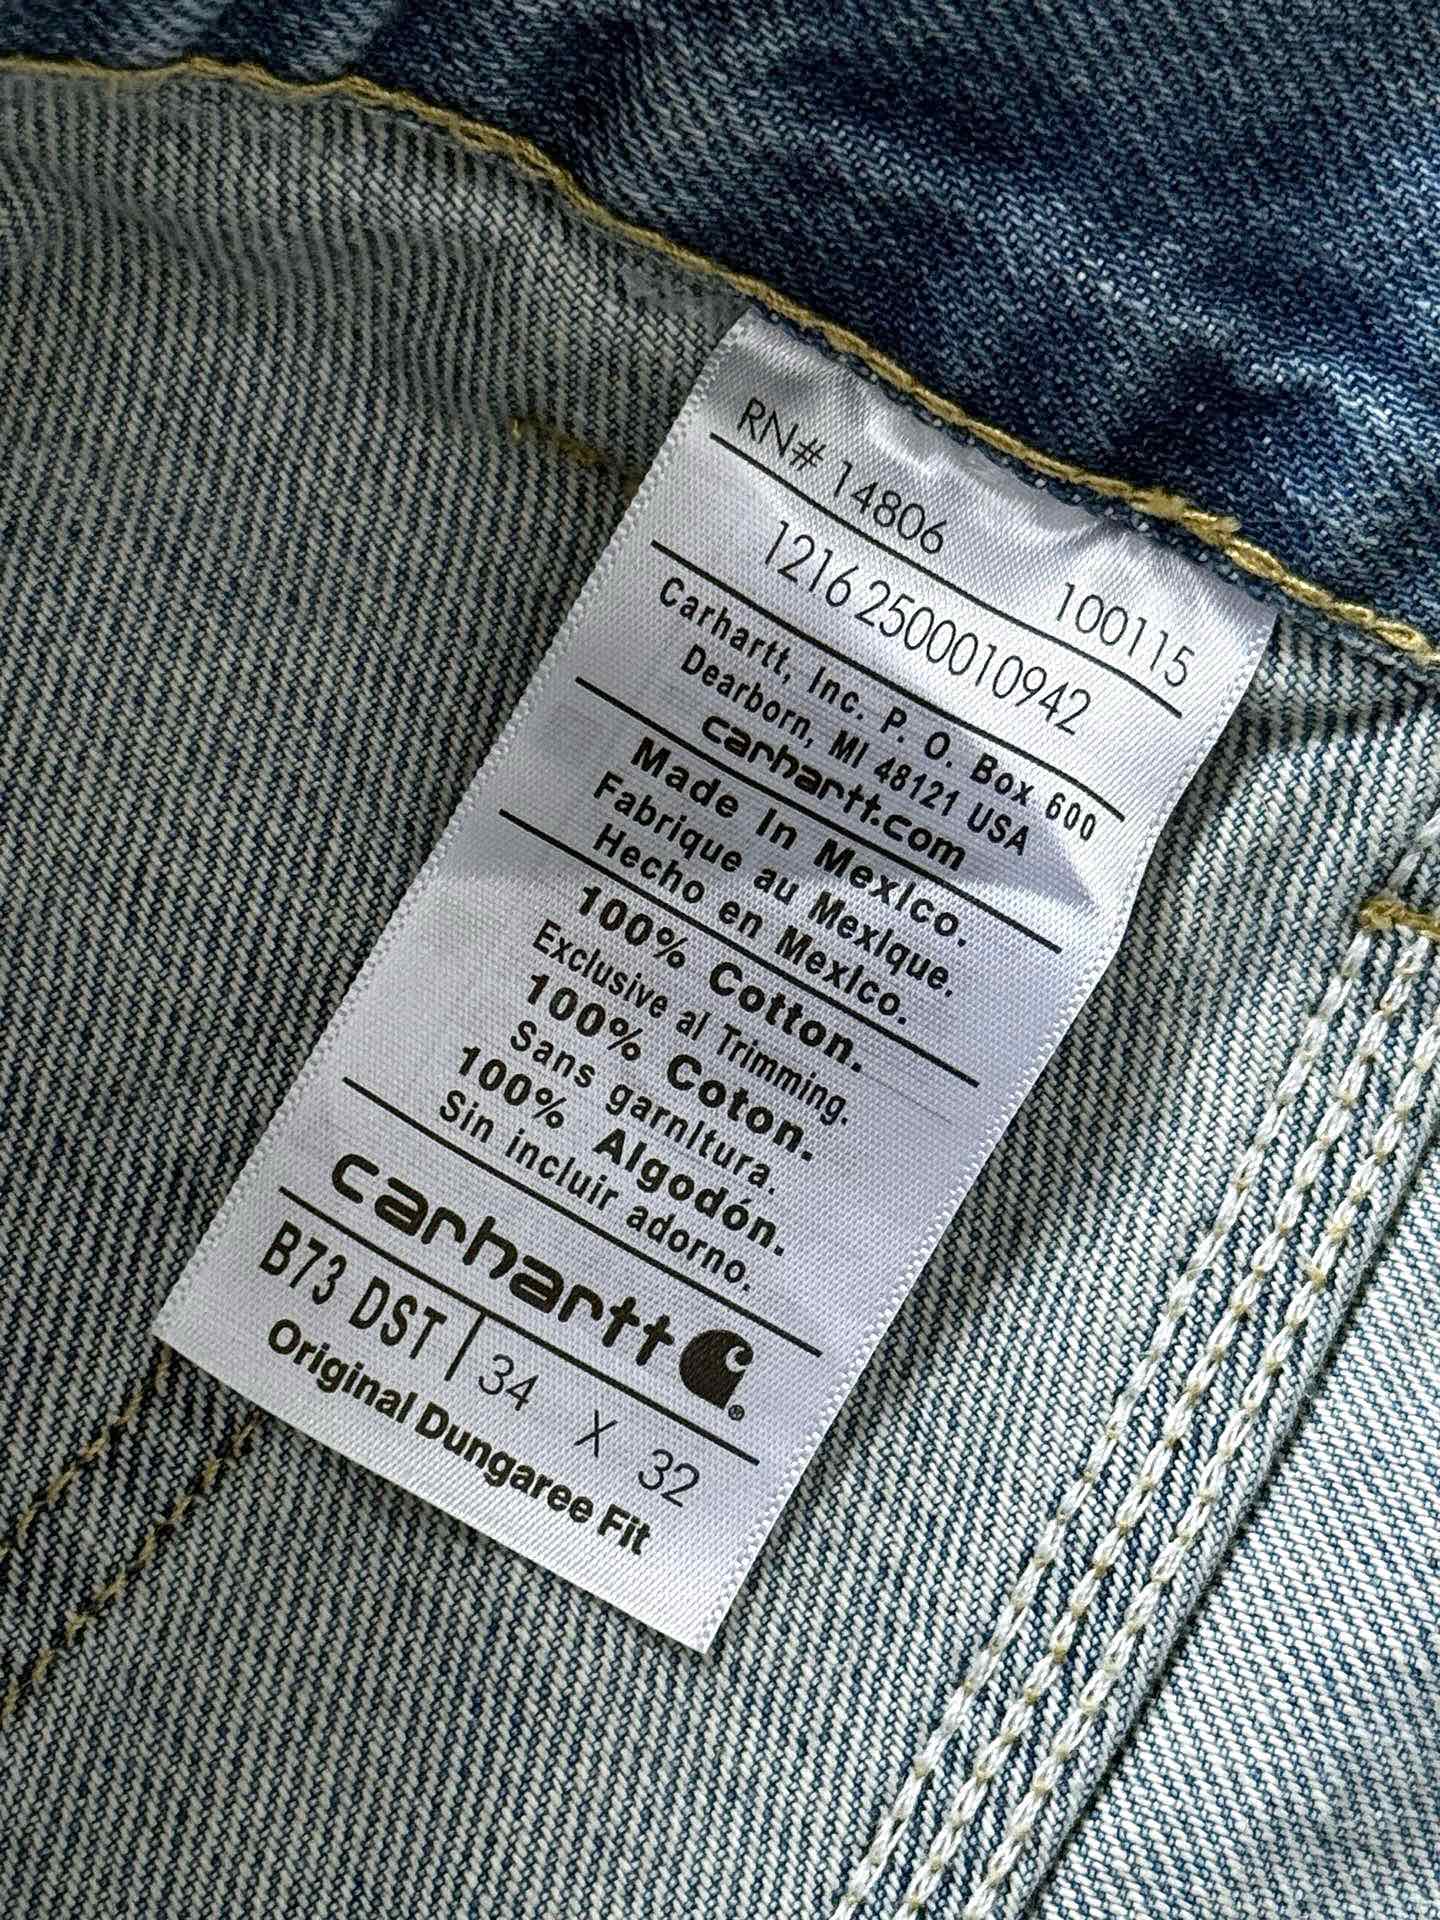 RN# 14806 100115
1216 2500010942
Carhartt, Inc. P. O. Box 600
Dearborn, MI 48121 USA
carhartt.com
Made In Mexico.
Fabrique au Mexique.
Hecho en Mexico.
100% Cotton.
Exclusive al Trimming.
100% Coton.
Sans garniture.
100% Algodón.
Sin incluir adorno.
carhartt ®
B73 DST 34 X 32
Original Dungaree Fit